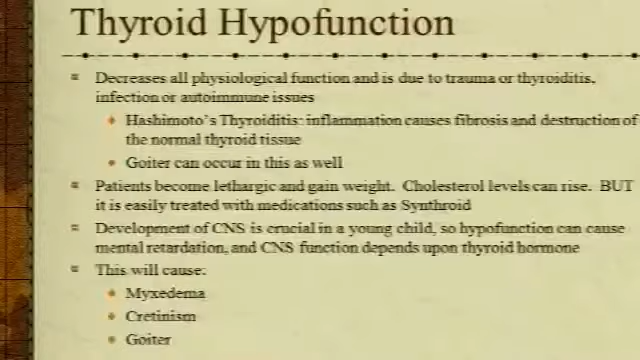 Thyroid Hypofunction
Decreases all physiological function and is due to trauma or thyroiditis,
infection or autoimmune issues
Hashimoto's Thyroiditis: inflammation causes fibrosis and destruction of
the normal thyroid tissue
Goiter can occur in this as well
Patients become lethargic and gain weight. Cholesterol levels can rise. BUT
it is easily treated with medications such as Synthroid
Development of CNS is crucial in a young child, so hypofunction can cause
mental retardation, and CNS function depends upon thyroid hormone
This will cause:
Myxedema
Cretinism
Goiter